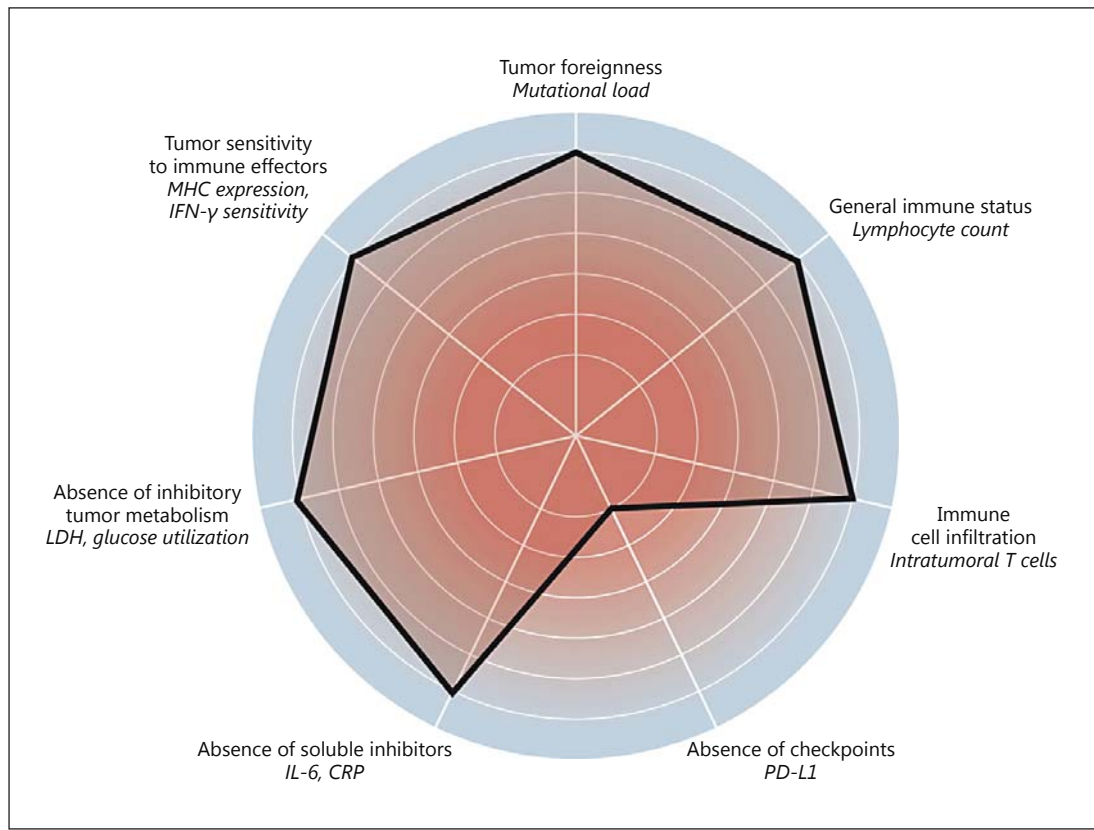 Tumor foreignness
Mutational load
Tumor sensitivity
to immune effectors
MHC expression,
IFN-γ sensitivity
General immune status
Lymphocyte count
Absence of inhibitory
tumor metabolism
LDH, glucose utilization
Immune
cell infiltration
Intratumoral T cells
Absence of soluble inhibitors
IL-6, CRP
Absence of checkpoints
PD-L1